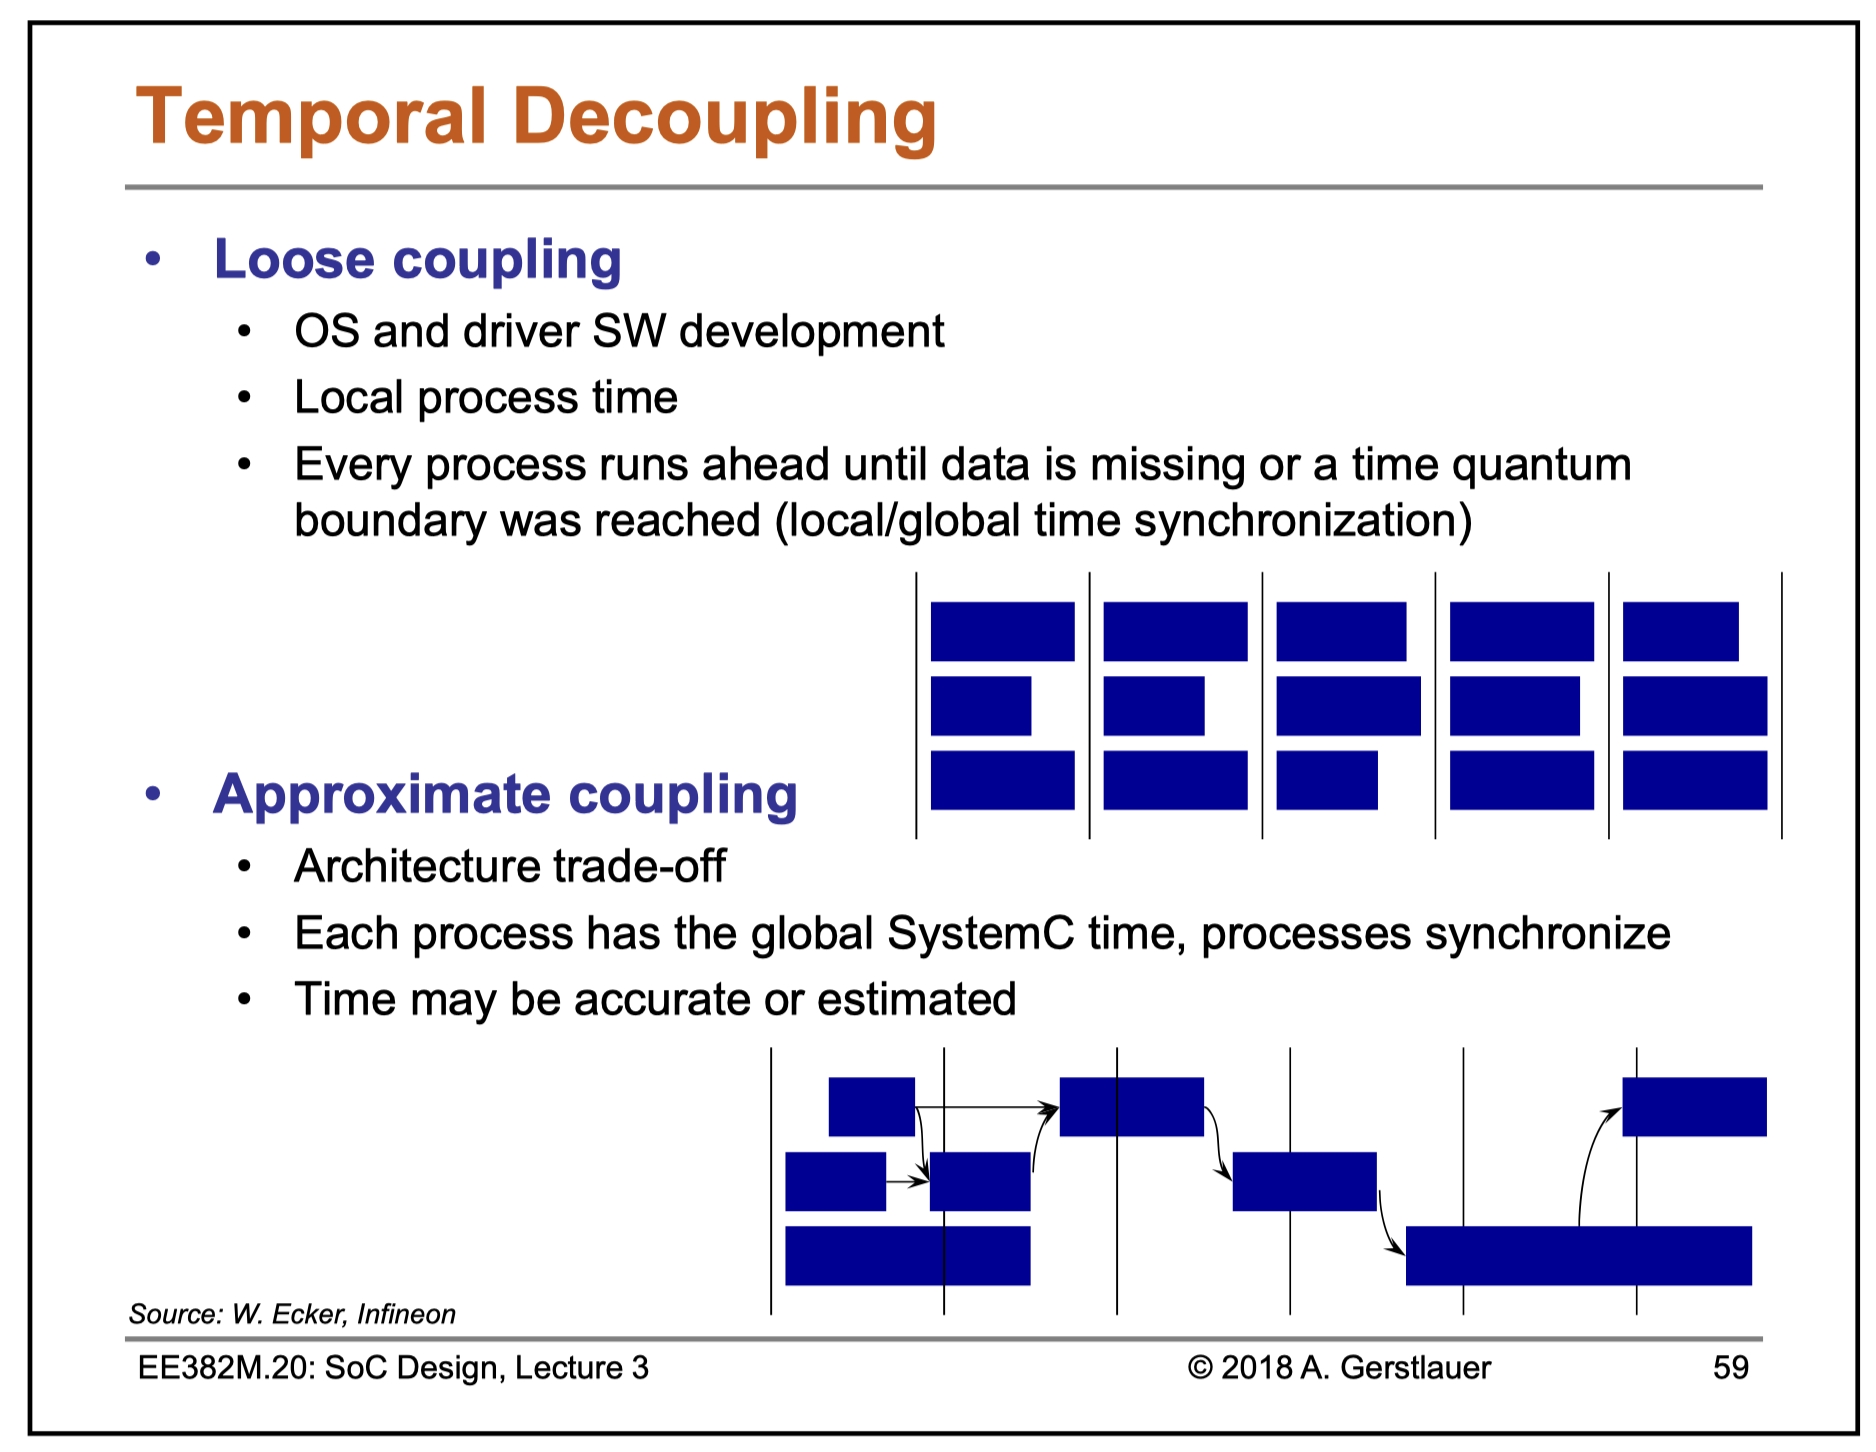 Temporal Decoupling
• Loose coupling
• OS and driver SW development
• Local process time
• Every process runs ahead until data is missing or a time quantum
boundary was reached (local/global time synchronization)
• Approximate coupling
• Architecture trade-off
• Each process has the global SystemC time, processes synchronize
• Time may be accurate or estimated
Source: W. Ecker, Infineon
EE382M.20: SoC Design, Lecture 3 © 2018 A. Gerstlauer 59